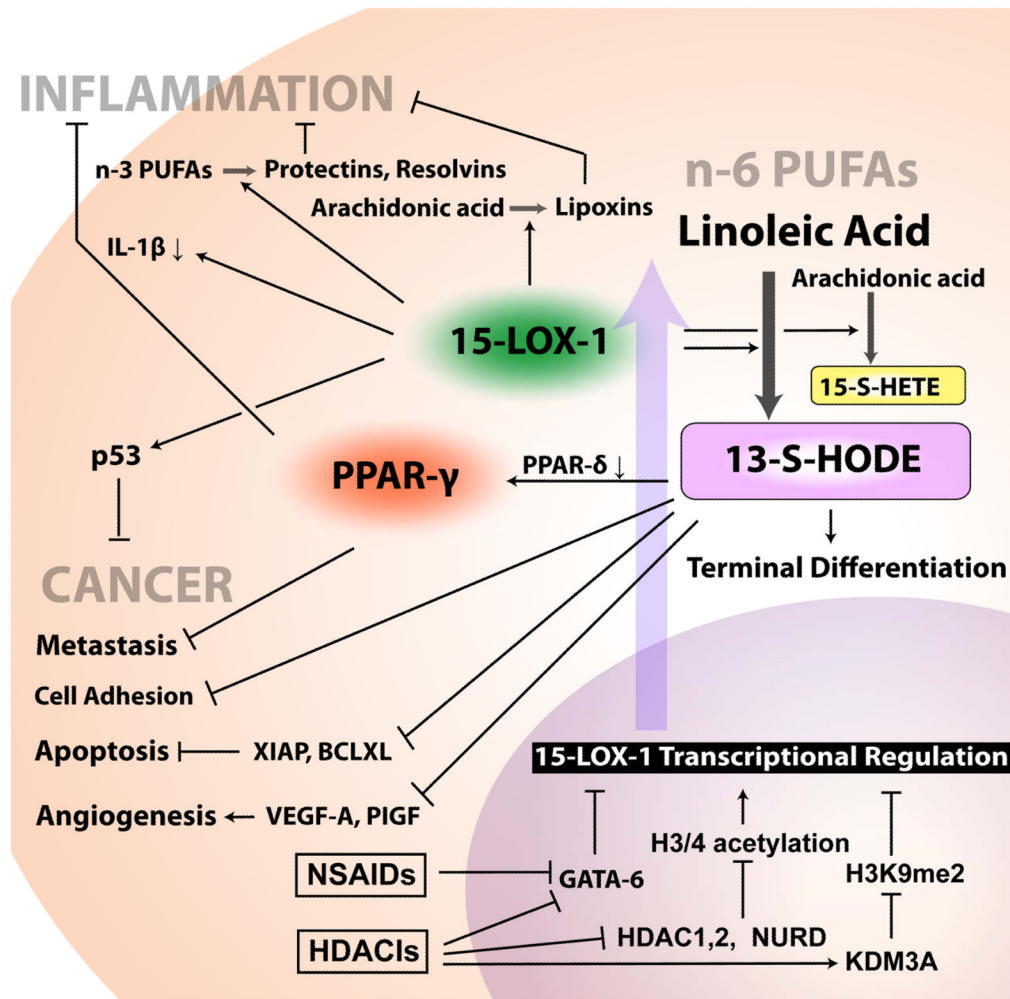 INFLAMMATION
n-3 PUFAs
Protectins, Resolvins
n-6 PUFAs
Arachidonic acid
Lipoxins
Linoleic Acid
IL-1β ↓
Arachidonic acid
15-LOX-1
15-S-HETE
p53
PPAR-γ
PPAR-δ ↓
13-S-HODE
CANCER
Terminal Differentiation
Metastasis
Cell Adhesion
Apoptosis
XIAP, BCLXL
15-LOX-1 Transcriptional Regulation
Angiogenesis
VEGF-A, PIGF
H3/4 acetylation
NSAIDs
GATA-6
H3K9me2
HDACIs
HDAC1,2, NURD
KDM3A